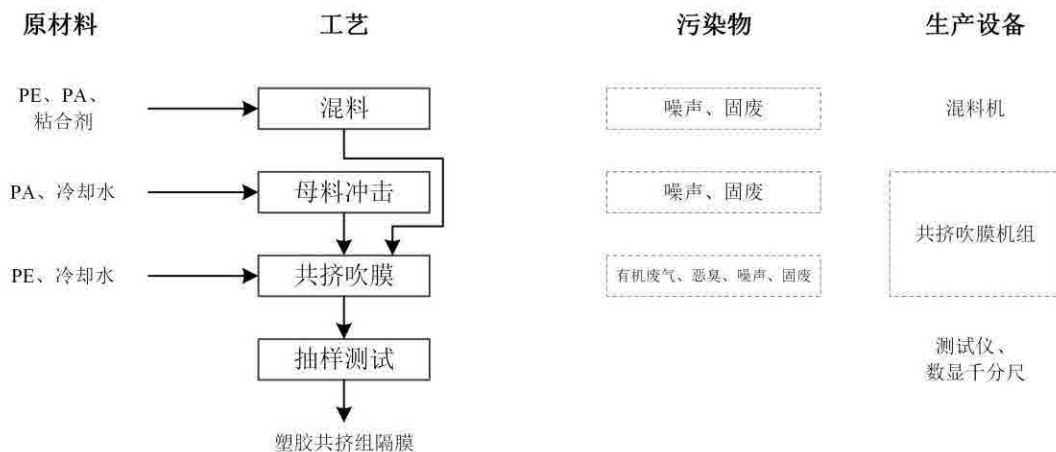 原材料 工艺 污染物 生产设备
PE、PA、
粘合剂
混料
噪声、固废
混料机
PA、冷却水
母料冲击
噪声、固废
共挤吹膜机组
PE、冷却水
共挤吹膜
有机废气、恶臭、噪声、固废
抽样测试
测试仪、
数显千分尺
塑胶共挤组隔膜